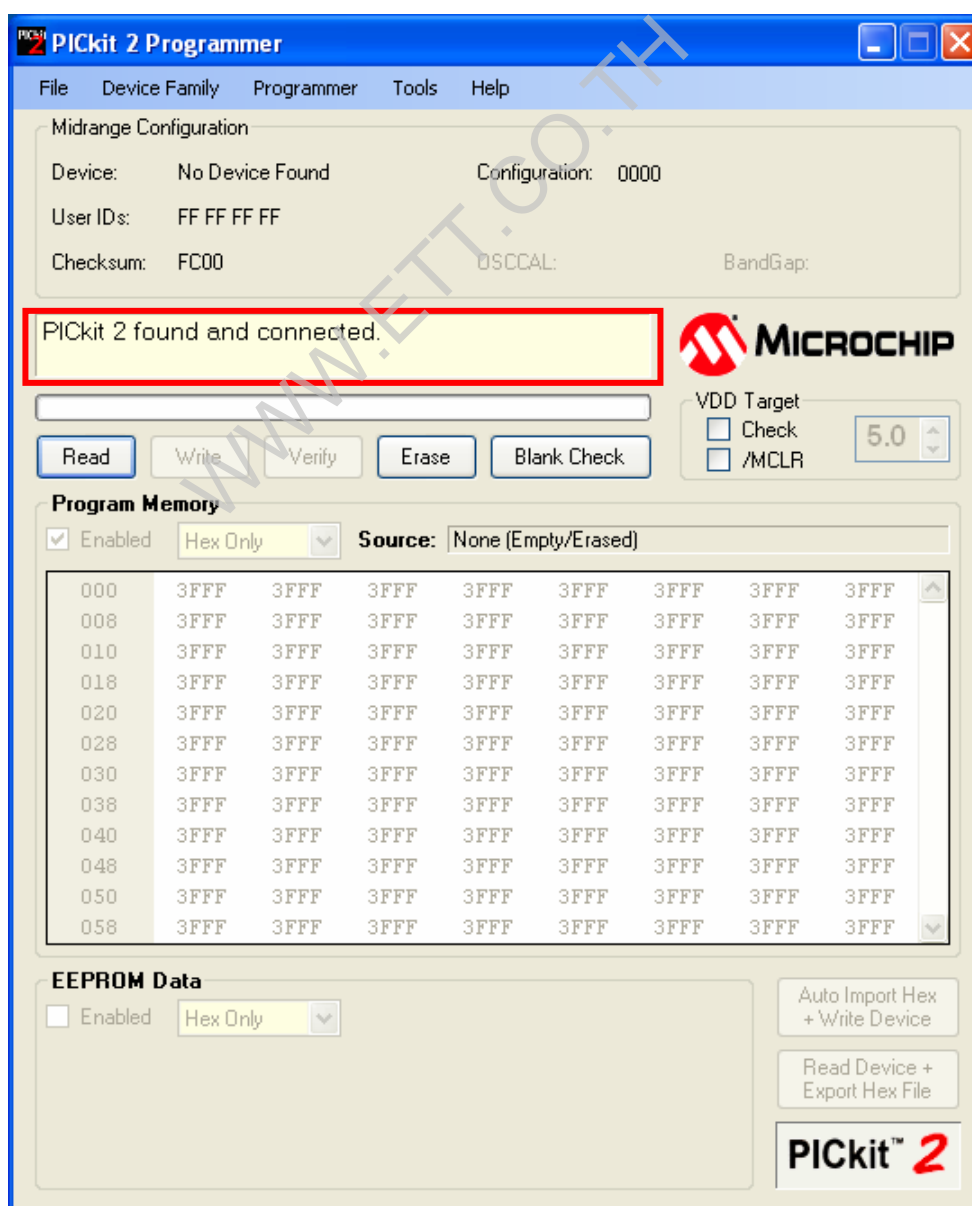 PICkit 2 Programmer
File Device Family Programmer Tools Help
Midrange Configuration
Device: No Device Found Configuration: 0000
User IDs: FF FF FF FF
Checksum: FC00 OSCCAL: BandGap:
PICkit 2 found and connected.
MICROCHIP
VDD Target
Check
/MCLR
5.0
Read Write Verify Erase Blank Check
Program Memory
Enabled Hex Only Source: None (Empty/Erased)
000 3FFF 3FFF 3FFF 3FFF 3FFF 3FFF 3FFF 3FFF
008 3FFF 3FFF 3FFF 3FFF 3FFF 3FFF 3FFF 3FFF
010 3FFF 3FFF 3FFF 3FFF 3FFF 3FFF 3FFF 3FFF
018 3FFF 3FFF 3FFF 3FFF 3FFF 3FFF 3FFF 3FFF
020 3FFF 3FFF 3FFF 3FFF 3FFF 3FFF 3FFF 3FFF
028 3FFF 3FFF 3FFF 3FFF 3FFF 3FFF 3FFF 3FFF
030 3FFF 3FFF 3FFF 3FFF 3FFF 3FFF 3FFF 3FFF
038 3FFF 3FFF 3FFF 3FFF 3FFF 3FFF 3FFF 3FFF
040 3FFF 3FFF 3FFF 3FFF 3FFF 3FFF 3FFF 3FFF
048 3FFF 3FFF 3FFF 3FFF 3FFF 3FFF 3FFF 3FFF
050 3FFF 3FFF 3FFF 3FFF 3FFF 3FFF 3FFF 3FFF
058 3FFF 3FFF 3FFF 3FFF 3FFF 3FFF 3FFF 3FFF
EEPROM Data
Enabled Hex Only
Auto Import Hex
+ Write Device
Read Device +
Export Hex File
PICkit™ 2
WWW.ETT.CO.TH